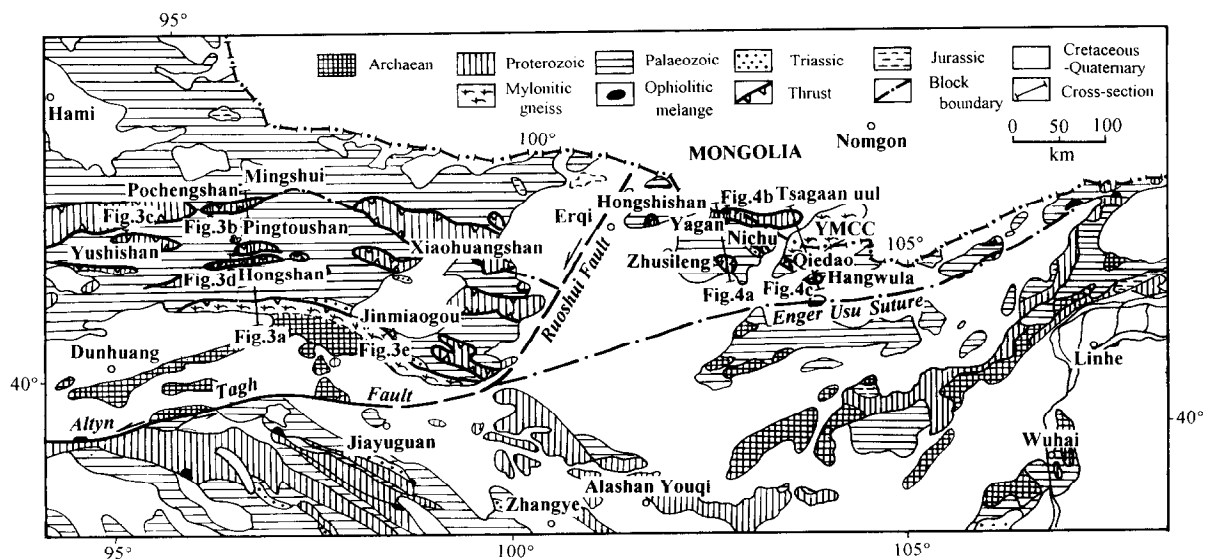 95°
Archaean
Proterozoic
Palaeozoic
Triassic
Jurassic
Cretaceous
-Quaternary
Mylonitic
gneiss
Ophiolitic
melange
Thrust
Block
boundary
Cross-section
Hami
100°
Nomgon
0 50 100
km
MONGOLIA
Mingshui
Pochengshan
Hongshishan
Fig.4b
Tsagaan uul
Fig.3c
Erqi
Yagan
Fig.3b
Pingtoushan
YMCC
Nichu
105°
Yushishan
Xiaohuangshan
Zhusileng
Qiedao
Fig.3d
Hongshan
Hangwula
Fig.4a
Fig.4c
Ruoshui Fault
Enger Usu Suture
Jinmiaogou
Fig.3a
Fig.3e
Dunhuang
Linhe
40°
Altyn Tagh Fault
40°
Jiayuguan
Wuhai
Alashan Youqi
Zhangye
95°
100°
105°